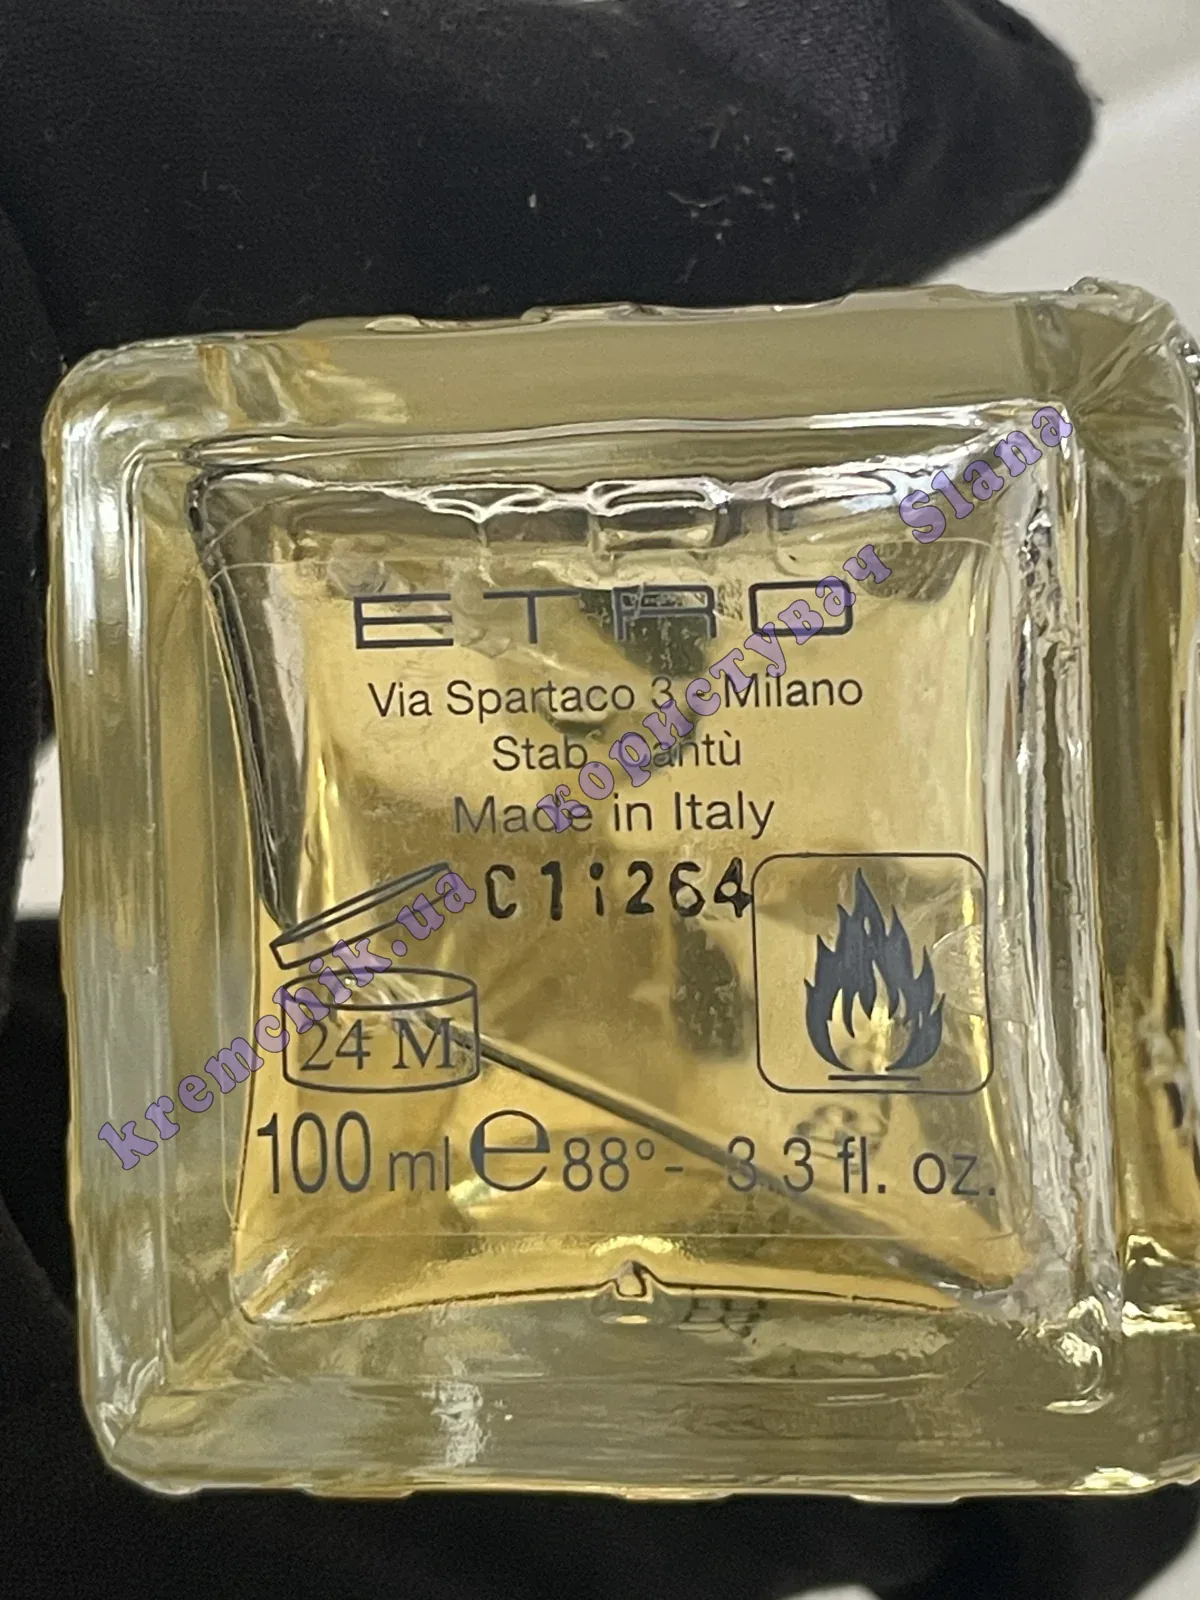 ETRO
Via Spartaco 3 - Milano
Stab. Cantù
Made in Italy
C1i264
24 M
100 ml e 88° - 3.3 fl. oz.
kremchik.ua користувач Slana